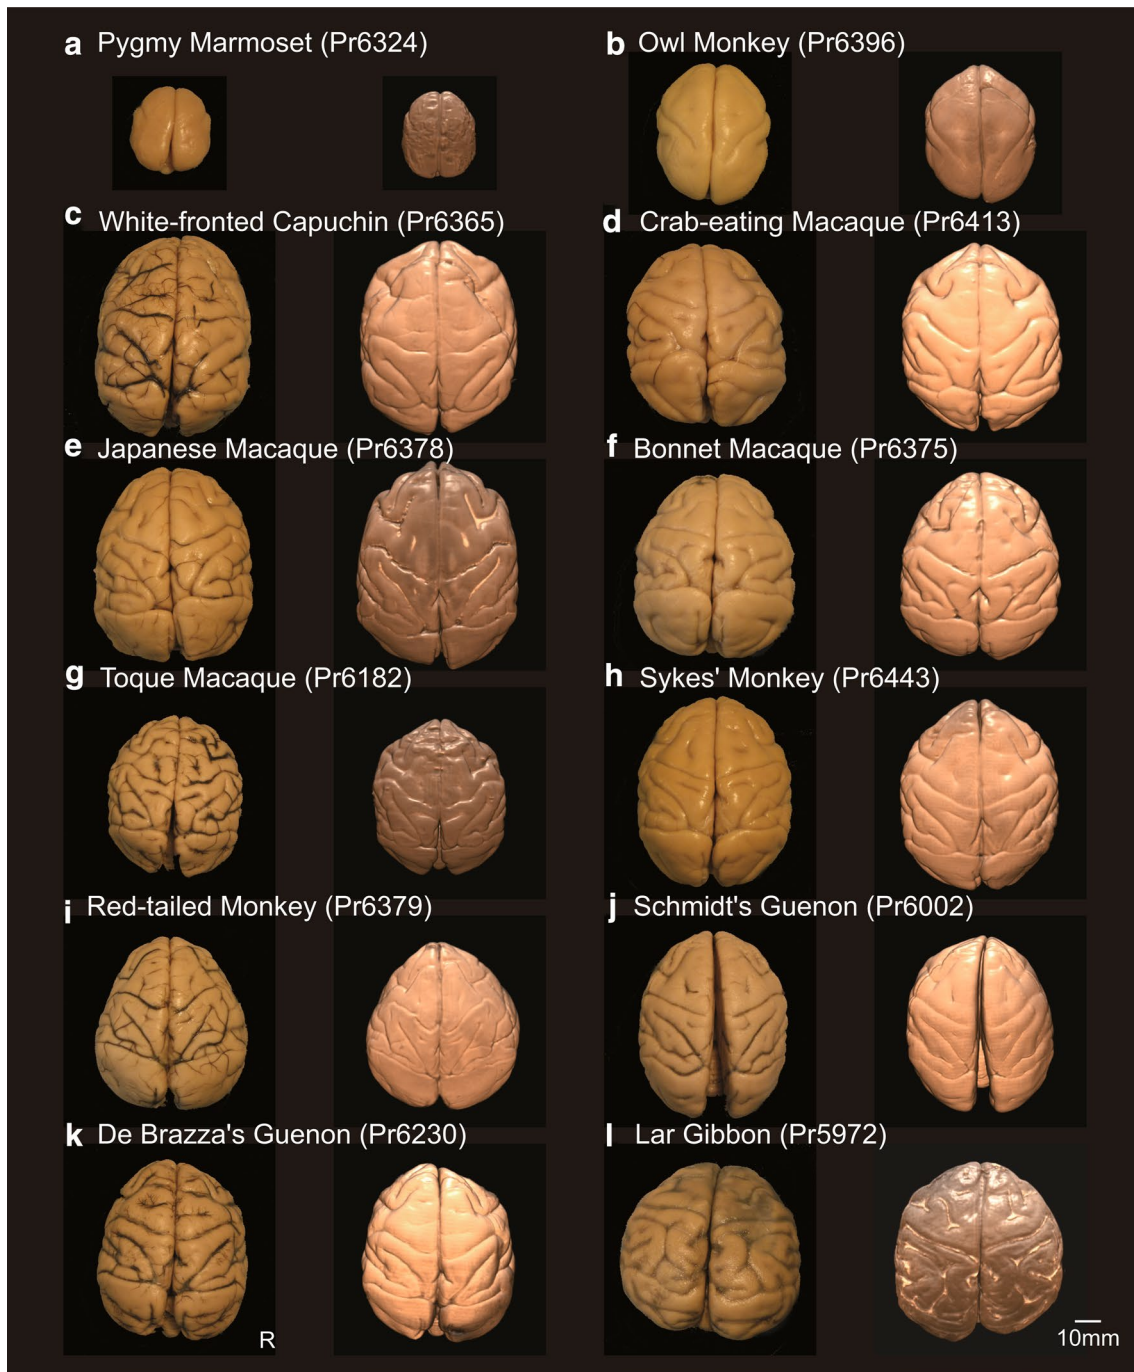 a Pygmy Marmoset (Pr6324)
b Owl Monkey (Pr6396)
c White-fronted Capuchin (Pr6365)
d Crab-eating Macaque (Pr6413)
e Japanese Macaque (Pr6378)
f Bonnet Macaque (Pr6375)
g Toque Macaque (Pr6182)
h Sykes' Monkey (Pr6443)
i Red-tailed Monkey (Pr6379)
j Schmidt's Guenon (Pr6002)
k De Brazza's Guenon (Pr6230)
l Lar Gibbon (Pr5972)
R
10mm